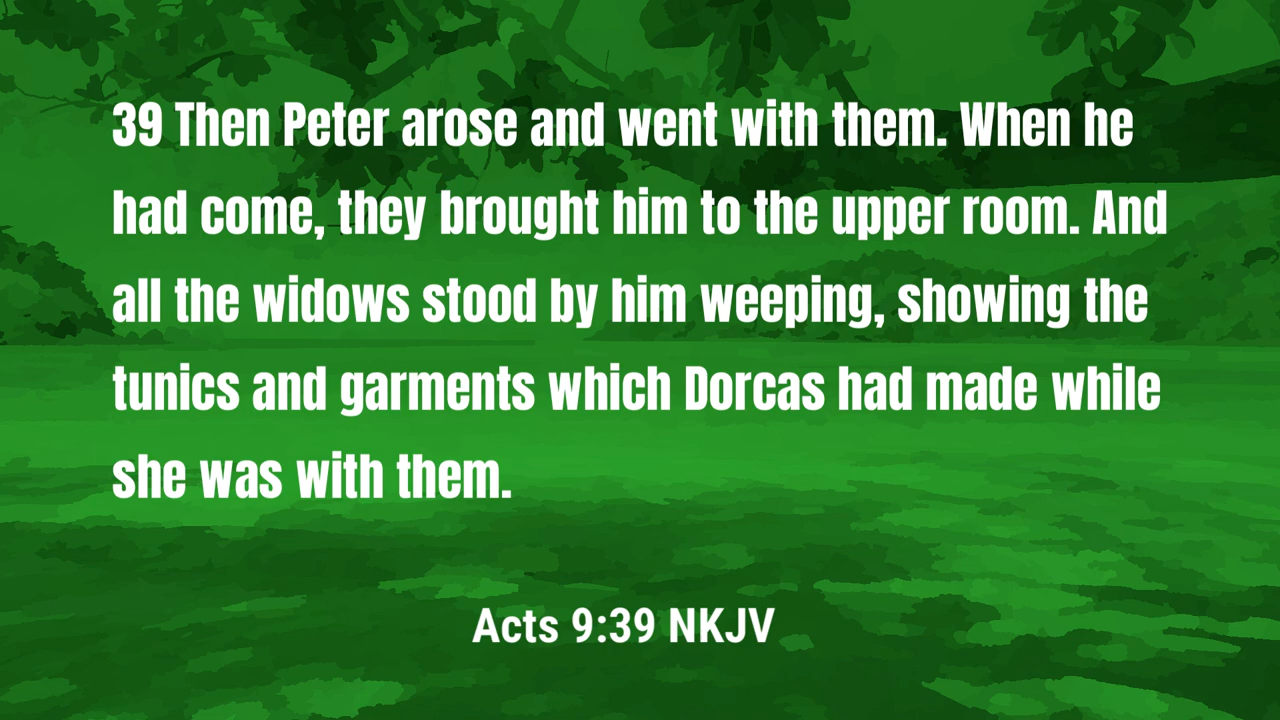 39 Then Peter arose and went with them. When he
had come, they brought him to the upper room. And
all the widows stood by him weeping, showing the
tunics and garments which Dorcas had made while
she was with them.
Acts 9:39 NKJV